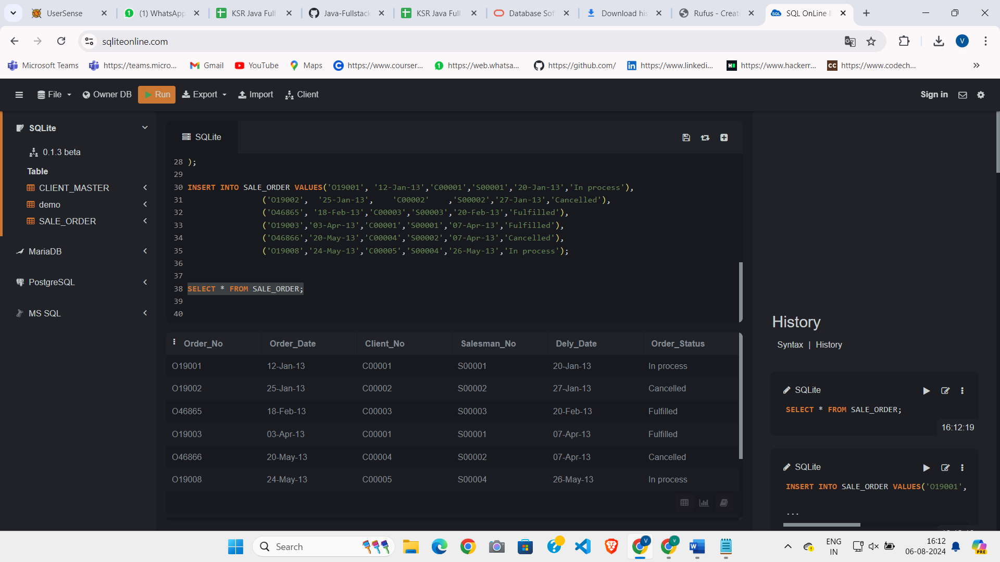 UserSense
(1) WhatsApp
KSR Java Full
Java-Fullstack
KSR Java Full
Database Sof
Download his
Rufus - Create
SQL OnLine I
sqliteonline.com
Microsoft Teams
https://teams.micro...
Gmail
YouTube
Maps
https://www.courser...
https://web.whatsa...
https://github.com/
https://www.linkedi...
https://www.hackerr...
https://www.codech...
File
Owner DB
Run
Export
Import
Client
Sign in
SQLite
0.1.3 beta
Table
CLIENT_MASTER
demo
SALE_ORDER
MariaDB
PostgreSQL
MS SQL
SQLite
28 );
29
30 INSERT INTO SALE_ORDER VALUES('O19001', '12-Jan-13','C00001','S00001','20-Jan-13','In process'),
31 ('O19002', '25-Jan-13', 'C00002' ,'S00002','27-Jan-13','Cancelled'),
32 ('O46865', '18-Feb-13','C00003','S00003','20-Feb-13','Fulfilled'),
33 ('O19003','03-Apr-13','C00001','S00001','07-Apr-13','Fulfilled'),
34 ('O46866','20-May-13','C00004','S00002','07-Apr-13','Cancelled'),
35 ('O19008','24-May-13','C00005','S00004','26-May-13','In process');
36
37
38 SELECT * FROM SALE_ORDER;
39
40
Order_No Order_Date Client_No Salesman_No Dely_Date Order_Status
O19001 12-Jan-13 C00001 S00001 20-Jan-13 In process
O19002 25-Jan-13 C00002 S00002 27-Jan-13 Cancelled
O46865 18-Feb-13 C00003 S00003 20-Feb-13 Fulfilled
O19003 03-Apr-13 C00001 S00001 07-Apr-13 Fulfilled
O46866 20-May-13 C00004 S00002 07-Apr-13 Cancelled
O19008 24-May-13 C00005 S00004 26-May-13 In process
History
Syntax | History
SQLite
SELECT * FROM SALE_ORDER;
16:12:19
SQLite
INSERT INTO SALE_ORDER VALUES('O19001',
...
Search
ENG
IN
16:12
06-08-2024